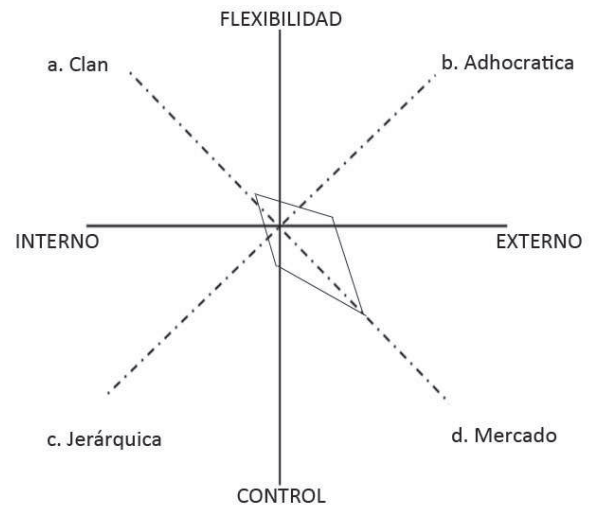 FLEXIBILIDAD
a. Clan
b. Adhocratica
INTERNO
EXTERNO
c. Jerárquica
d. Mercado
CONTROL